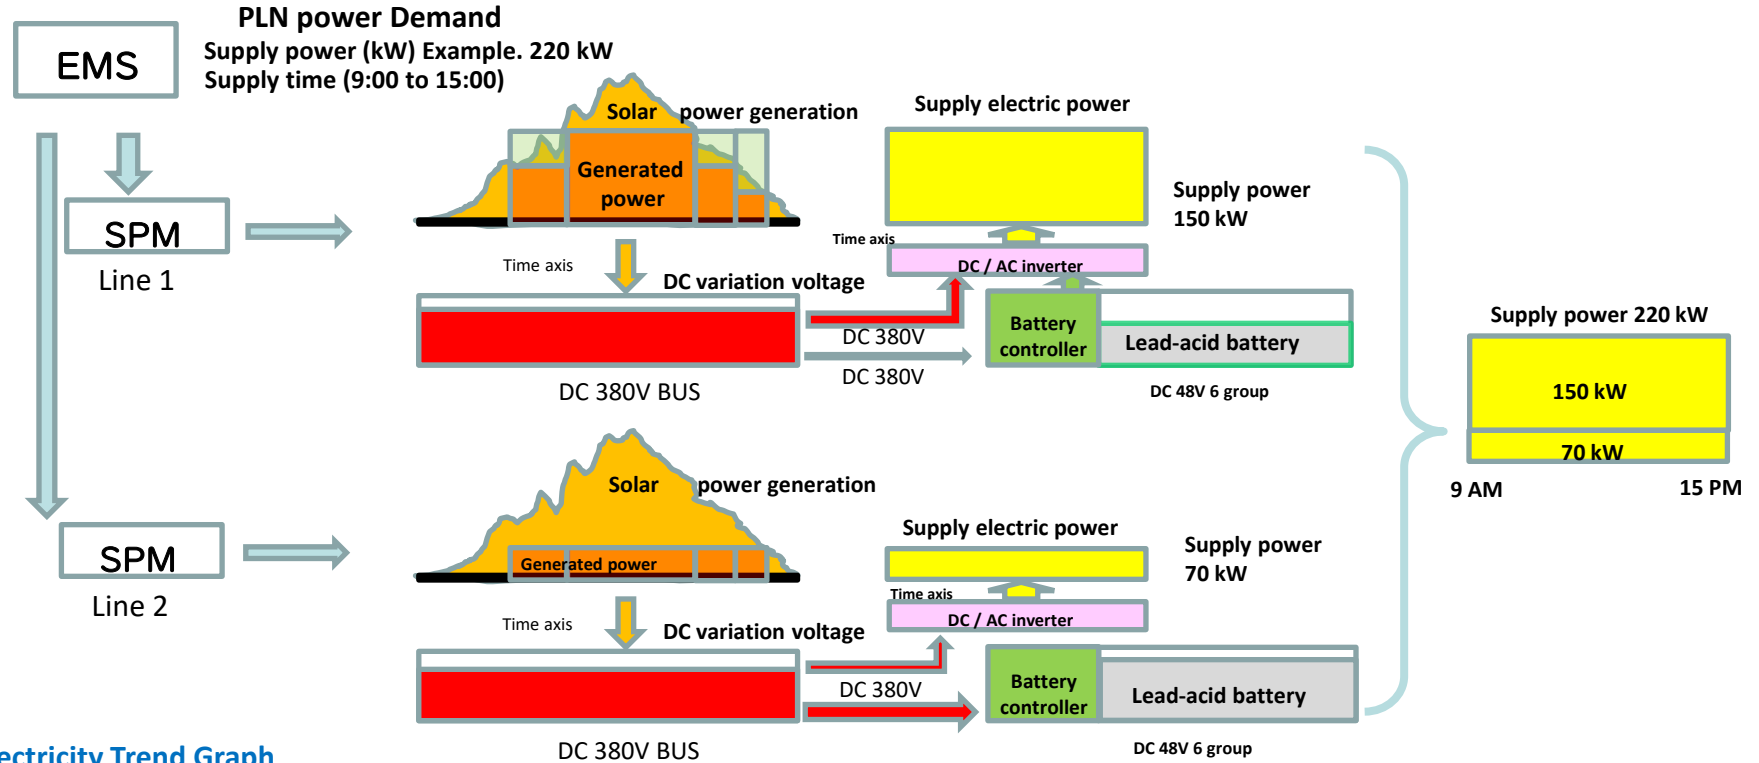 PLN power Demand
EMS
Supply power (kW) Example. 220 kW
Supply time (9:00 to 15:00)
Solar power generation
Generated
power
Supply electric power
Supply power
150 kW
SPM
Line 1
Time axis
Time axis
DC / AC inverter
DC variation voltage
DC 380V
DC 380V
Battery
controller
Lead-acid battery
DC 380V BUS
DC 48V 6 group
Supply power 220 kW
150 kW
70 kW
9 AM
15 PM
Solar power generation
Generated power
Supply electric power
Supply power
70 kW
SPM
Line 2
Time axis
Time axis
DC / AC inverter
DC variation voltage
DC 380V
Battery
controller
Lead-acid battery
DC 380V BUS
DC 48V 6 group
ectricity Trend Graph